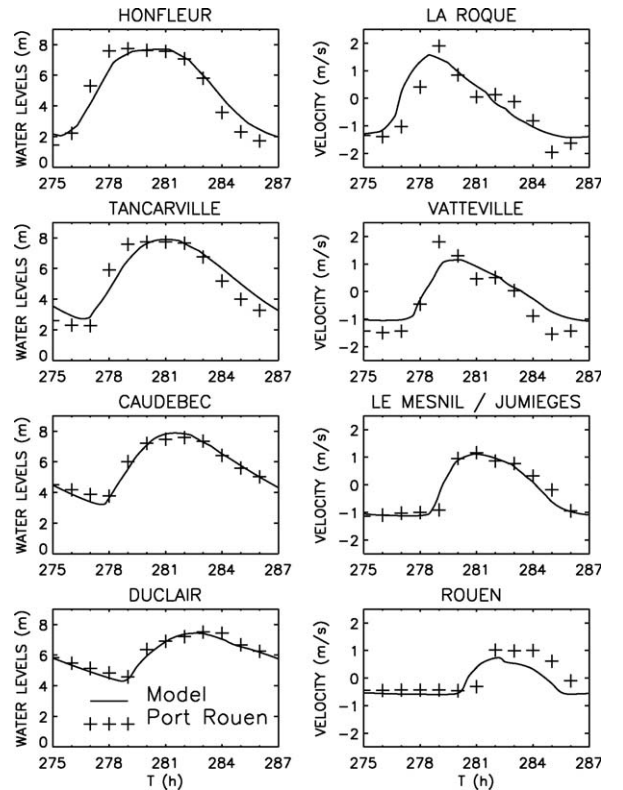 HONFLEUR
WATER LEVELS (m)
8
6
4
2
0
275 278 281 284 287
LA ROQUE
VELOCITY (m/s)
2
1
0
−1
−2
275 278 281 284 287
TANCARVILLE
WATER LEVELS (m)
8
6
4
2
0
275 278 281 284 287
VATTEVILLE
VELOCITY (m/s)
2
1
0
−1
−2
275 278 281 284 287
CAUDEBEC
WATER LEVELS (m)
8
6
4
2
0
275 278 281 284 287
LE MESNIL / JUMIEGES
VELOCITY (m/s)
2
1
0
−1
−2
275 278 281 284 287
DUCLAIR
WATER LEVELS (m)
8
6
4
2
0
Model
Port Rouen
275 278 281 284 287
T (h)
ROUEN
VELOCITY (m/s)
2
1
0
−1
−2
275 278 281 284 287
T (h)